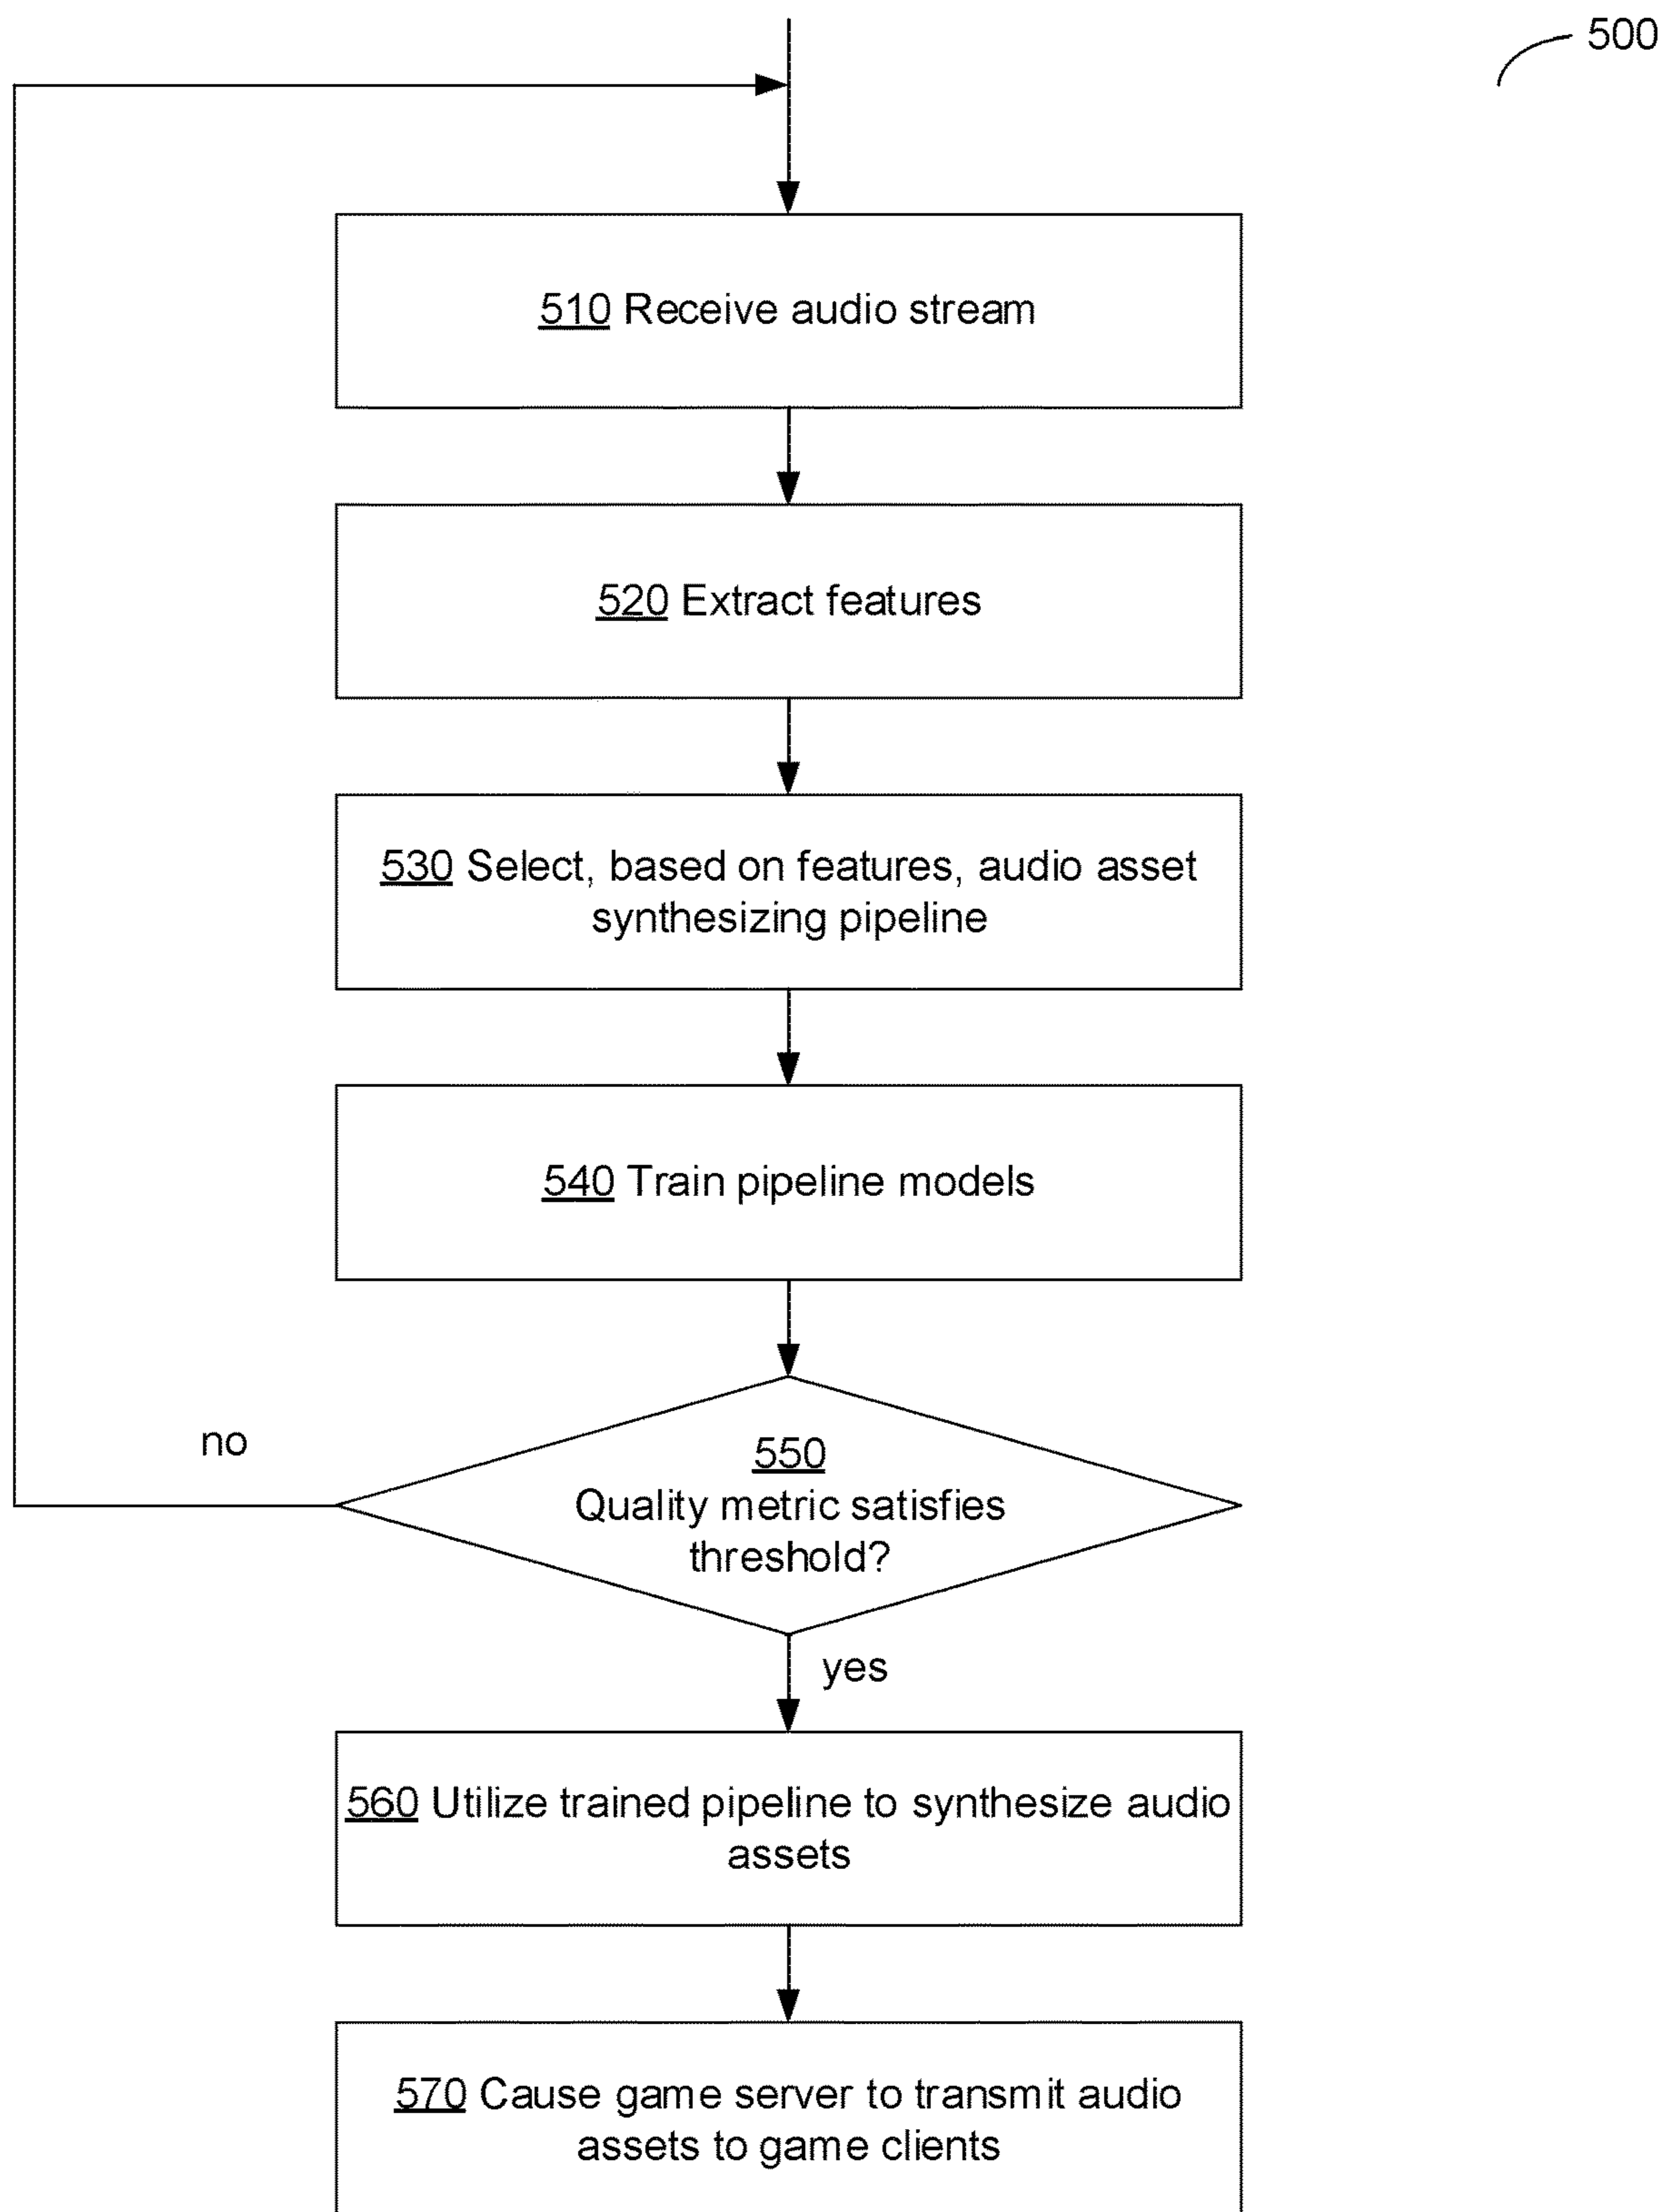 500
510 Receive audio stream
520 Extract features
530 Select, based on features, audio asset
synthesizing pipeline
540 Train pipeline models
no
550
Quality metric satisfies
threshold?
yes
560 Utilize trained pipeline to synthesize audio
assets
570 Cause game server to transmit audio
assets to game clients